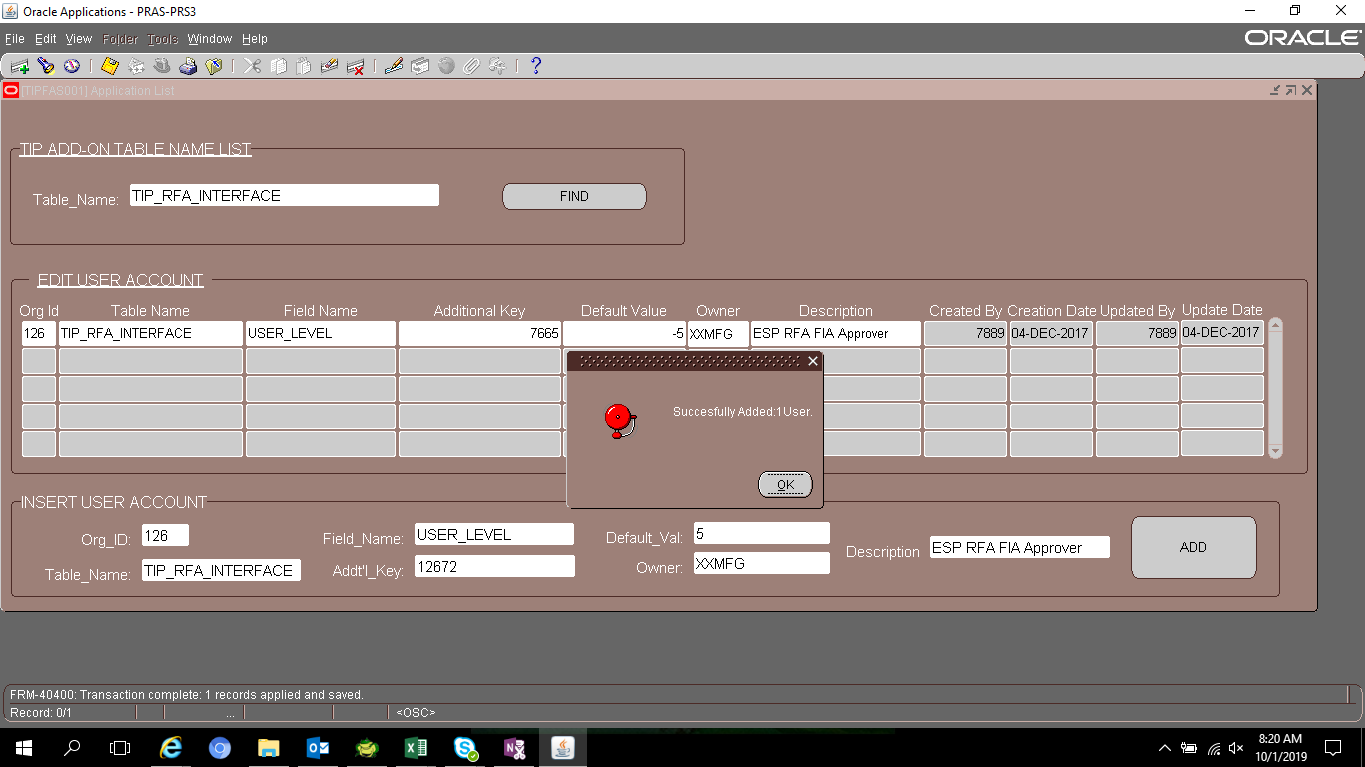 Oracle Applications - PRAS-PRS3
File Edit View Folder Tools Window Help
ORACLE
[TIPFAS001] Application List
TIP ADD-ON TABLE NAME LIST
Table_Name: TIP_RFA_INTERFACE FIND
EDIT USER ACCOUNT
Org Id Table Name Field Name Additional Key Default Value Owner Description Created By Creation Date Updated By Update Date
126 TIP_RFA_INTERFACE USER_LEVEL 7665 -5 XXMFG ESP RFA FIA Approver 7889 04-DEC-2017 7889 04-DEC-2017
Succesfully Added:1User.
OK
INSERT USER ACCOUNT
Org_ID: 126 Field_Name: USER_LEVEL Default_Val: 5 Description ESP RFA FIA Approver ADD
Table_Name: TIP_RFA_INTERFACE Addt'l_Key: 12672 Owner: XXMFG
FRM-40400: Transaction complete: 1 records applied and saved.
Record: 0/1 ... <OSC>
8:20 AM
10/1/2019